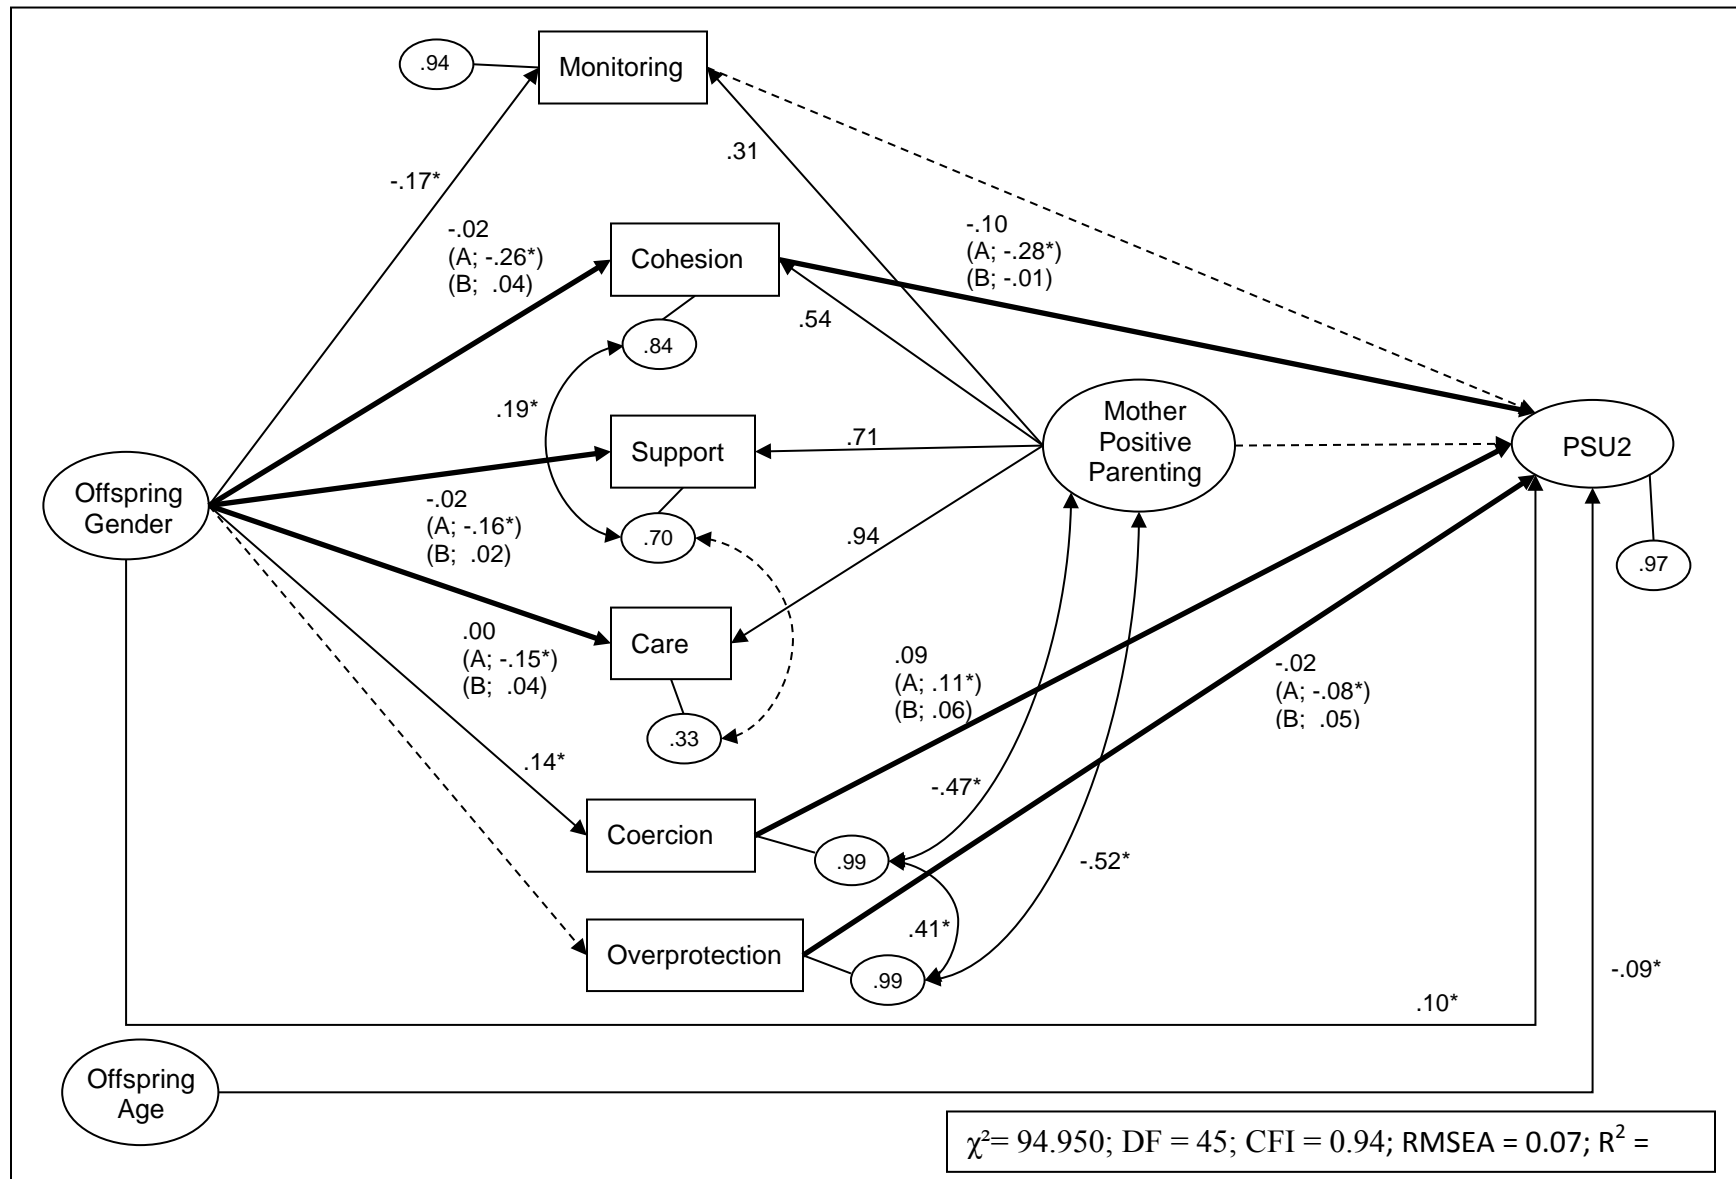 .94
Monitoring
.31
-.17*
-.02
(A; -.26*)
(B; .04)
Cohesion
-.10
(A; -.28*)
(B; -.01)
.54
.84
.19*
Mother
Positive
Parenting
.71
Support
PSU2
Offspring
Gender
-.02
(A; -.16*)
(B; .02)
.70
.94
.97
.00
(A; -.15*)
(B; .04)
Care
.09
(A; .11*)
(B; .06)
-.02
(A; -.08*)
(B; .05)
.33
.14*
-.47*
Coercion
.99
-.52*
.41*
Overprotection
.99
-.09*
.10*
Offspring
Age
χ²= 94.950; DF = 45; CFI = 0.94; RMSEA = 0.07; R² =